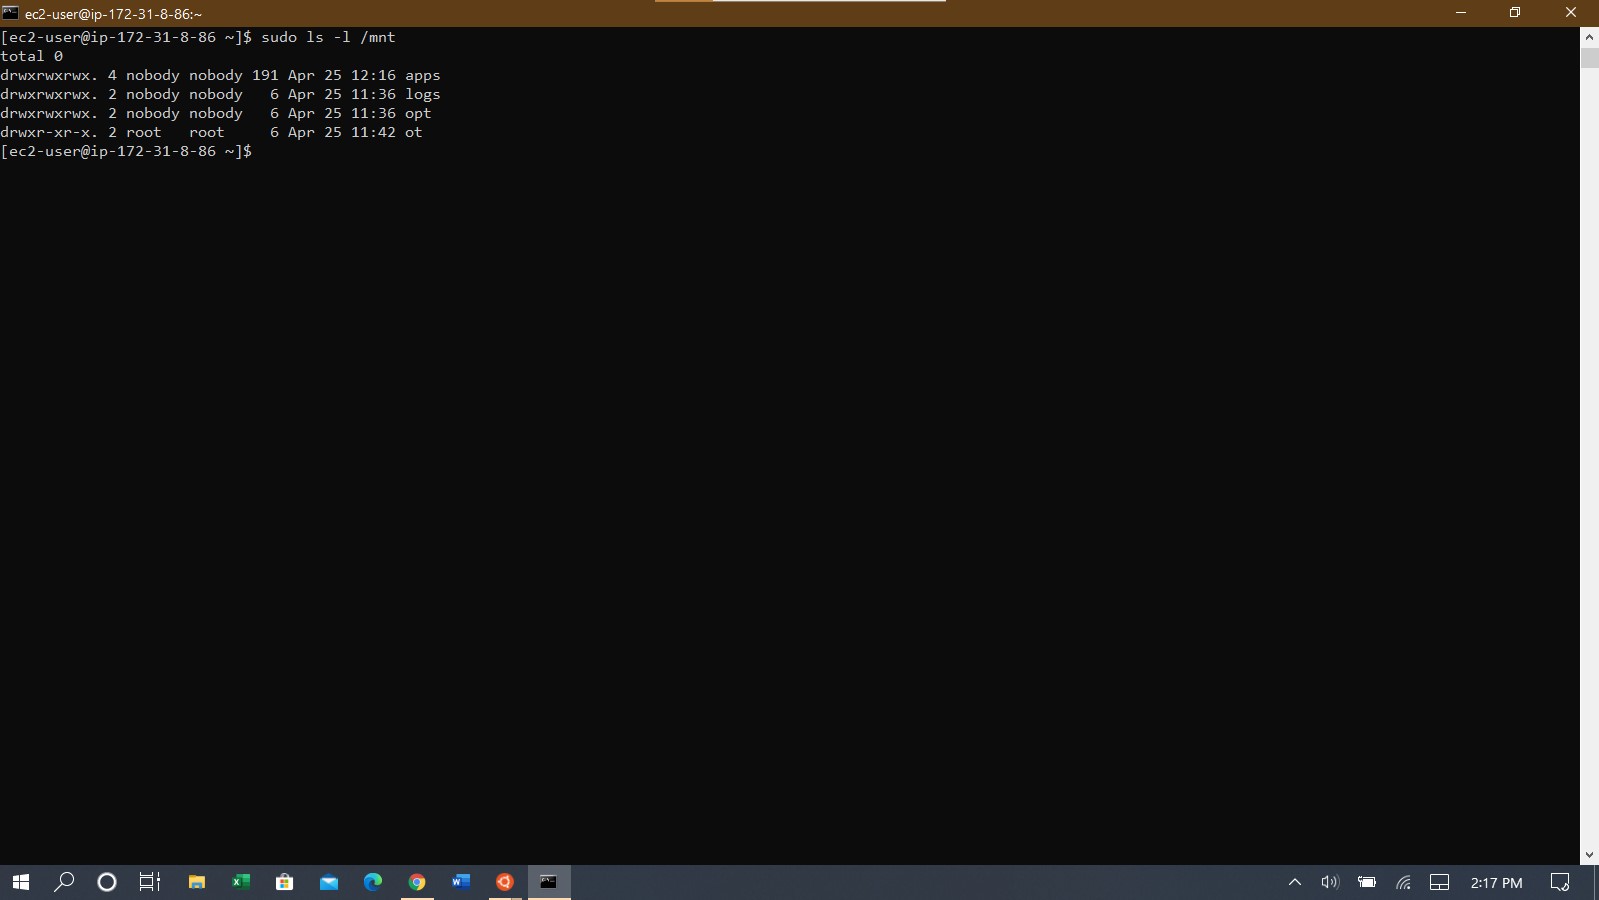 ec2-user@ip-172-31-8-86:~
[ec2-user@ip-172-31-8-86 ~]$ sudo ls -l /mnt
total 0
drwxrwxrwx. 4 nobody nobody 191 Apr 25 12:16 apps
drwxrwxrwx. 2 nobody nobody   6 Apr 25 11:36 logs
drwxrwxrwx. 2 nobody nobody   6 Apr 25 11:36 opt
drwxr-xr-x. 2 root   root     6 Apr 25 11:42 ot
[ec2-user@ip-172-31-8-86 ~]$
2:17 PM